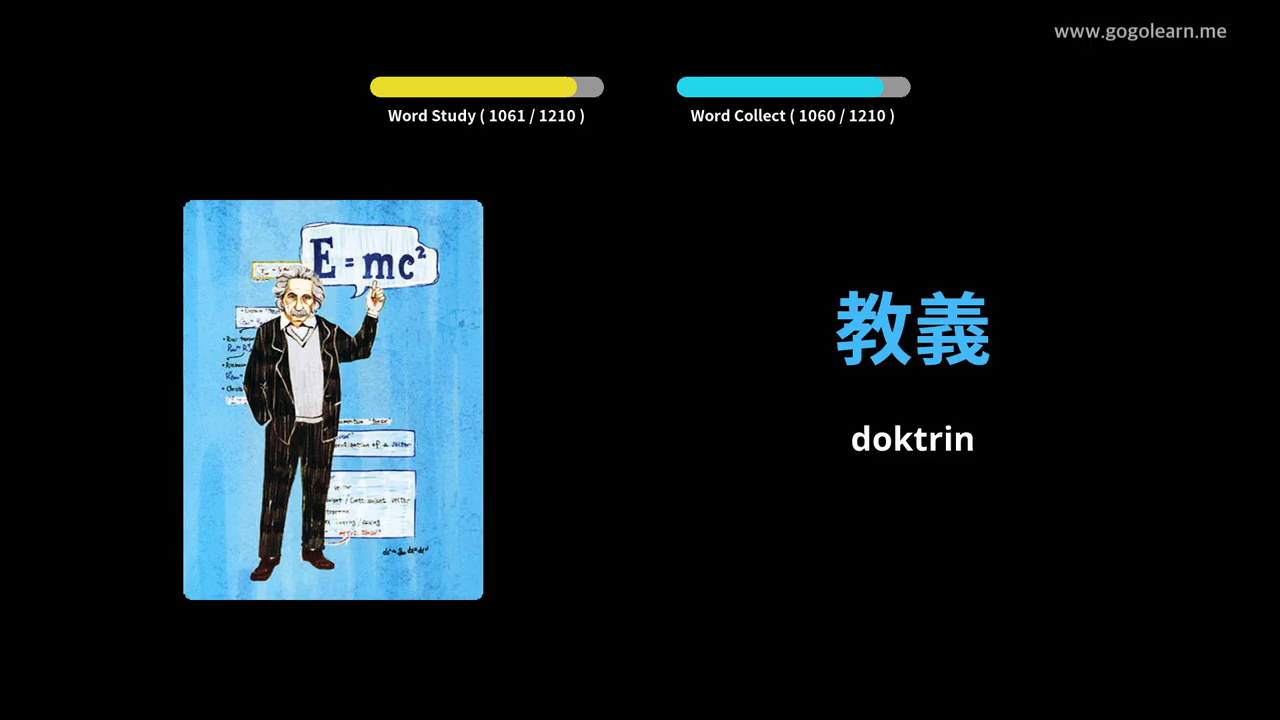 www.gogolearn.me
Word Study ( 1061 / 1210 )
Word Collect ( 1060 / 1210 )
E = mc²
教義
doktrin